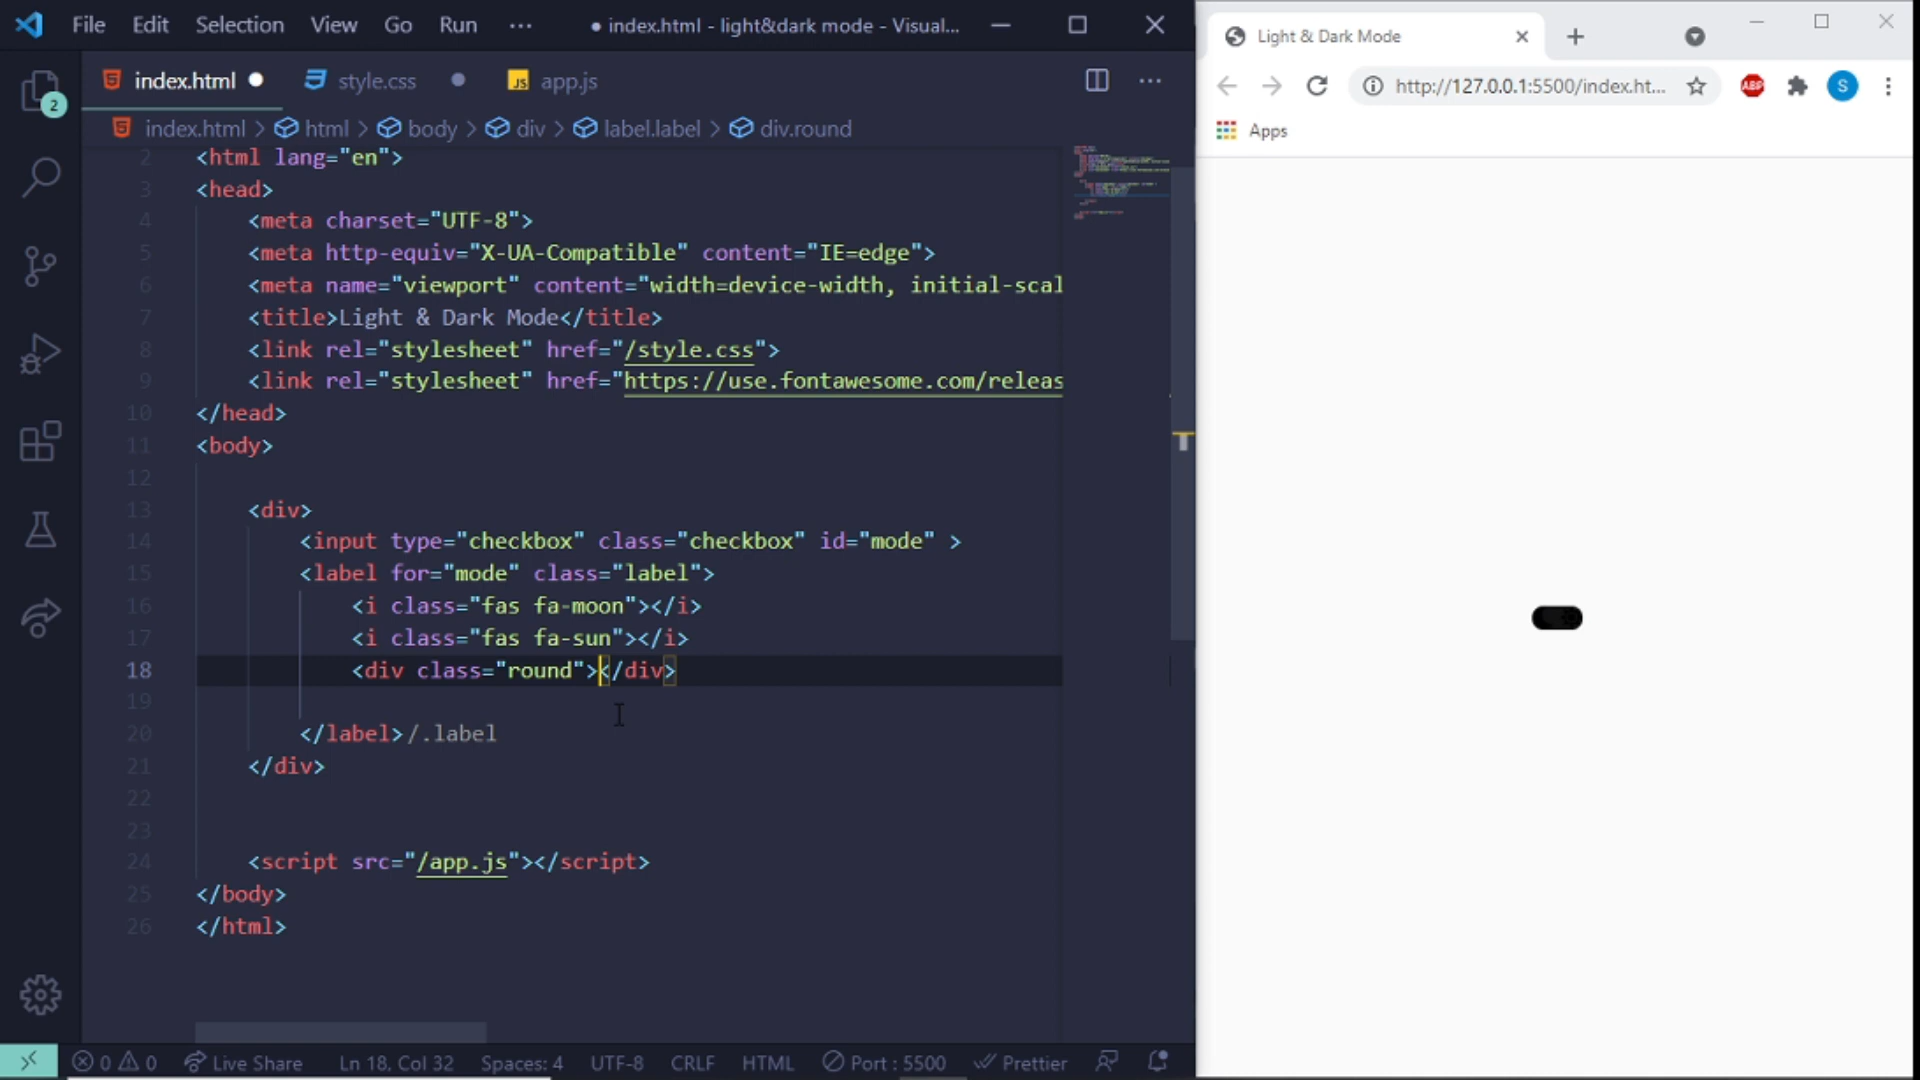 File Edit Selection View Go Run ··· ● index.html - light&dark mode - Visual...
index.html ● style.css ● JS app.js ···
index.html > html > body > div > label.label > div.round
2 <html lang="en">
3 <head>
4 <meta charset="UTF-8">
5 <meta http-equiv="X-UA-Compatible" content="IE=edge">
6 <meta name="viewport" content="width=device-width, initial-scal
7 <title>Light & Dark Mode</title>
8 <link rel="stylesheet" href="/style.css">
9 <link rel="stylesheet" href="https://use.fontawesome.com/releas
10 </head>
11 <body>
12
13 <div>
14 <input type="checkbox" class="checkbox" id="mode" >
15 <label for="mode" class="label">
16 <i class="fas fa-moon"></i>
17 <i class="fas fa-sun"></i>
18 <div class="round"></div>
19
20 </label>/.label
21 </div>
22
23
24 <script src="/app.js"></script>
25 </body>
26 </html>
2
0 0 Live Share Ln 18, Col 32 Spaces: 4 UTF-8 CRLF HTML Port : 5500 Prettier
Light & Dark Mode
http://127.0.0.1:5500/index.ht... ABP S
Apps